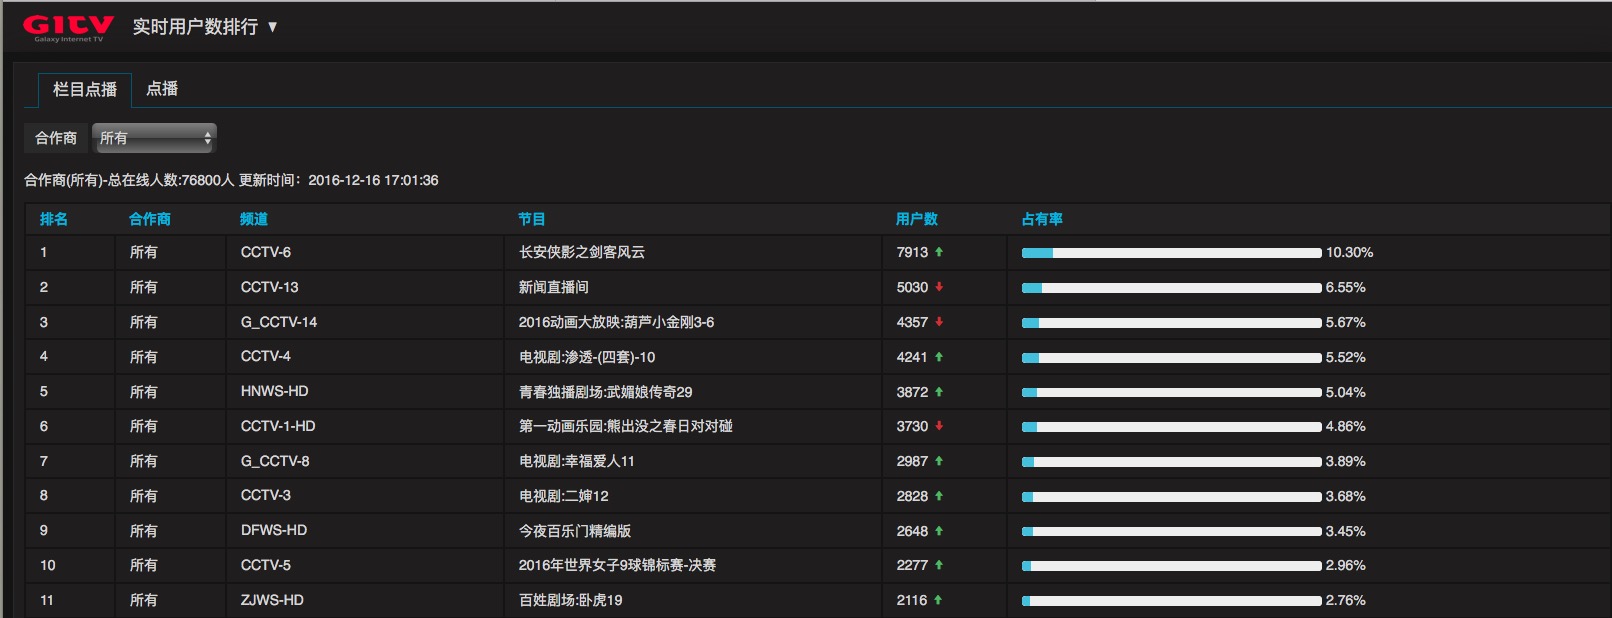 GITV 实时用户数排行 ▼
Galaxy Internet TV
栏目点播 点播
合作商 所有
合作商(所有)-总在线人数:76800人 更新时间：2016-12-16 17:01:36
排名 合作商 频道 节目 用户数 占有率
1 所有 CCTV-6 长安侠影之剑客风云 7913 10.30%
2 所有 CCTV-13 新闻直播间 5030 6.55%
3 所有 G_CCTV-14 2016动画大放映:葫芦小金刚3-6 4357 5.67%
4 所有 CCTV-4 电视剧:渗透-(四套)-10 4241 5.52%
5 所有 HNWS-HD 青春独播剧场:武媚娘传奇29 3872 5.04%
6 所有 CCTV-1-HD 第一动画乐园:熊出没之春日对对碰 3730 4.86%
7 所有 G_CCTV-8 电视剧:幸福爱人11 2987 3.89%
8 所有 CCTV-3 电视剧:二婶12 2828 3.68%
9 所有 DFWS-HD 今夜百乐门精编版 2648 3.45%
10 所有 CCTV-5 2016年世界女子9球锦标赛-决赛 2277 2.96%
11 所有 ZJWS-HD 百姓剧场:卧虎19 2116 2.76%